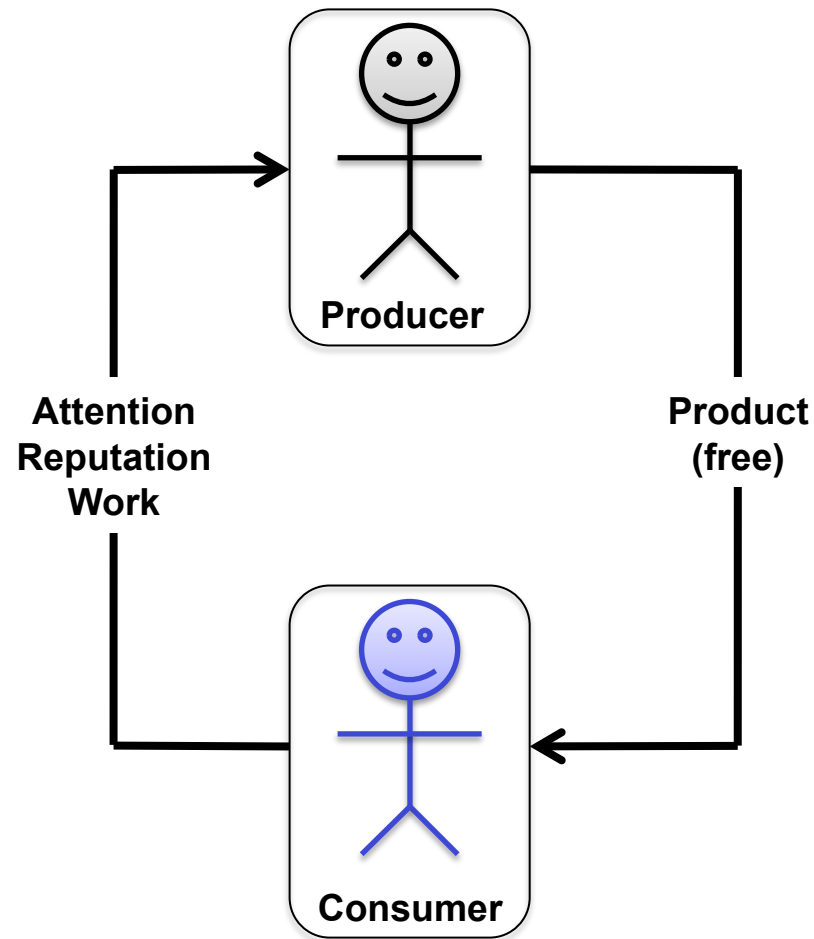 Producer
Attention
Reputation
Work
Product
(free)
Consumer